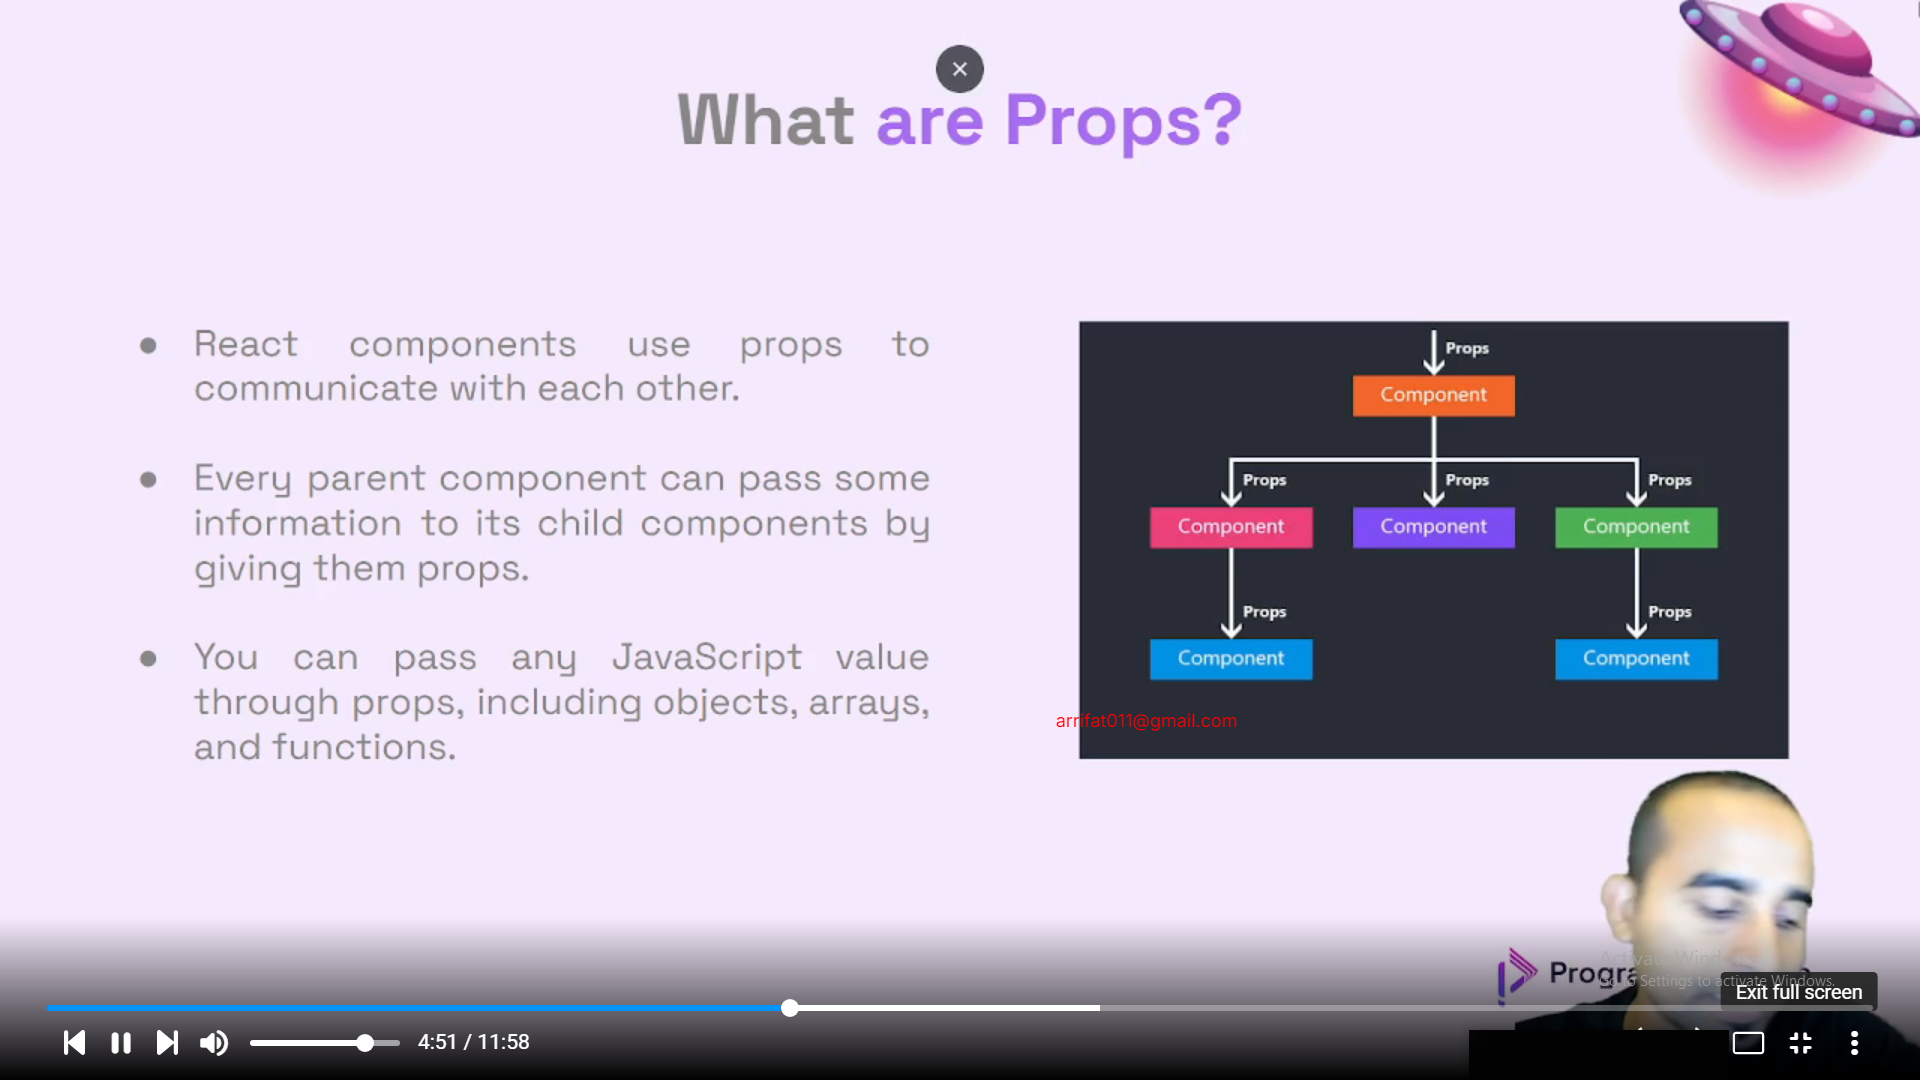 What are Props?
● React components use props to
communicate with each other.
● Every parent component can pass some
information to its child components by
giving them props.
● You can pass any JavaScript value
through props, including objects, arrays,
and functions.
Props
Component
Props
Props
Props
Component
Component
Component
Props
Props
Component
Component
arrifat011@gmail.com
Activate Windows
Go to Settings to activate Windows.
Exit full screen
4:51 / 11:58